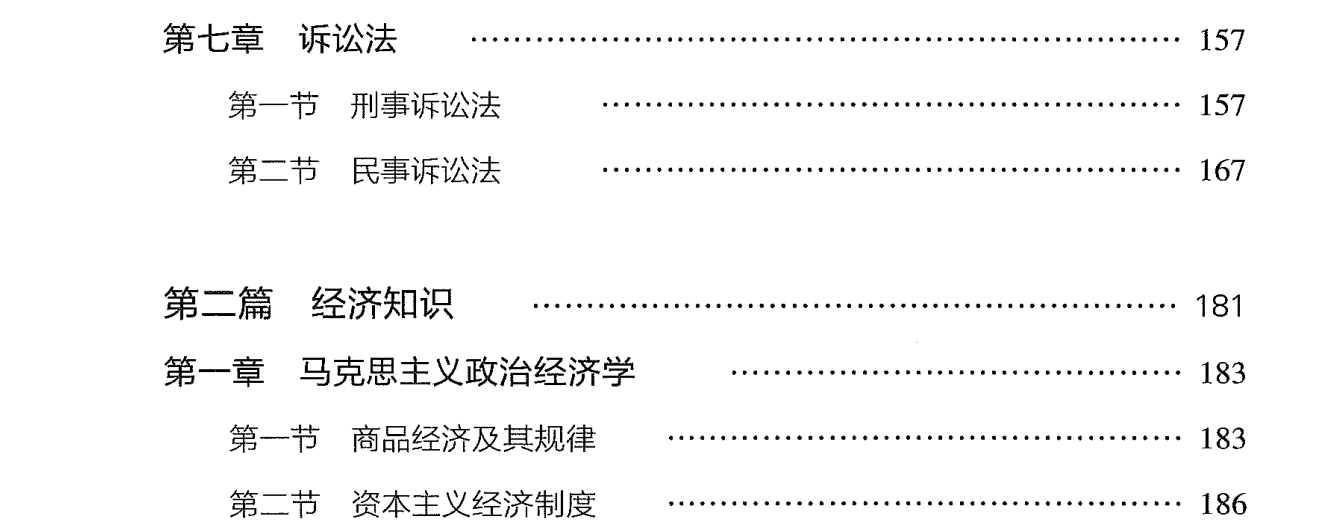 第七章 诉讼法 …………………………………………………… 157
第一节 刑事诉讼法 ………………………………………… 157
第二节 民事诉讼法 ………………………………………… 167
第二篇 经济知识 ……………………………………………… 181
第一章 马克思主义政治经济学 ……………………………… 183
第一节 商品经济及其规律 …………………………………… 183
第二节 资本主义经济制度 …………………………………… 186